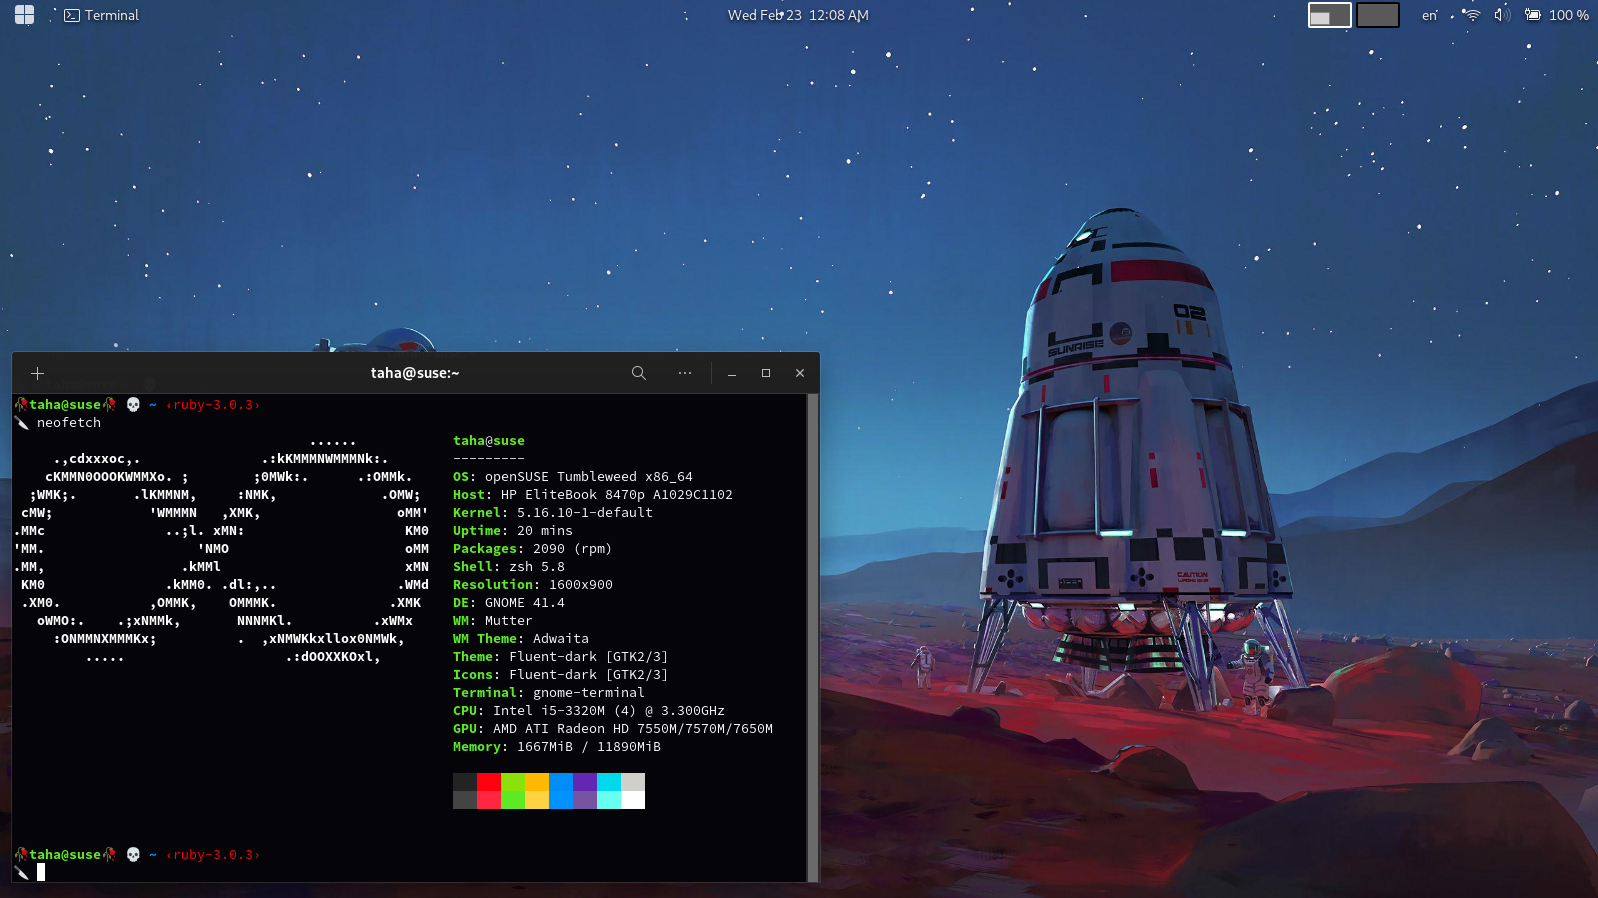 Terminal
Wed Feb 23  12:08 AM
en
100 %
taha@suse:~
taha@suse 💀 ~ ‹ruby-3.0.3›
neofetch
......
.,cdxxxoc,.               .:kKMMMNWMMMNk:.
cKMMN0OOOKWMMXo. ;        ;0MWk:.      .:OMMk.
;WMK;.       .lKMMNM,     :NMK,             .OMW;
cMW;            'WMMMN   ,XMK,                 oMM'
.MMc               ..;l. xMN:                    KM0
'MM.                   'NMO                      oMM
.MM,                 .kMMl                       xMN
KM0               .kMM0. .dl:,..               .WMd
.XM0.           ,OMMK,    OMMMK.              .XMK
oWMO:.    .;xNMMk,       NNNMKl.          .xWMx
:ONMMNXMMMKx;          .  ,xNMWKkxllox0NMWk,
.....                    .:dOOXXKOxl,
taha@suse
---------
OS: openSUSE Tumbleweed x86_64
Host: HP EliteBook 8470p A1029C1102
Kernel: 5.16.10-1-default
Uptime: 20 mins
Packages: 2090 (rpm)
Shell: zsh 5.8
Resolution: 1600x900
DE: GNOME 41.4
WM: Mutter
WM Theme: Adwaita
Theme: Fluent-dark [GTK2/3]
Icons: Fluent-dark [GTK2/3]
Terminal: gnome-terminal
CPU: Intel i5-3320M (4) @ 3.300GHz
GPU: AMD ATI Radeon HD 7550M/7570M/7650M
Memory: 1667MiB / 11890MiB
taha@suse 💀 ~ ‹ruby-3.0.3›
02
SUNRISE
CAUTION